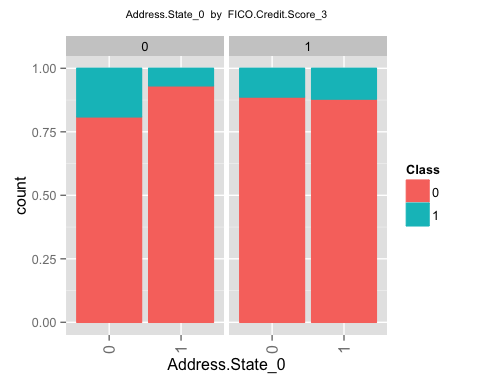 Address.State_0 by FICO.Credit.Score_3
0 1
1.00
0.75
0.50
0.25
0.00
count
0 1 0 1
Address.State_0
Class
0
1